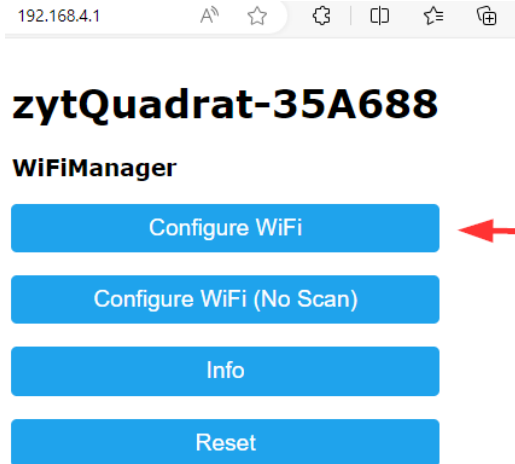 192.168.4.1
zytQuadrat-35A688
WiFiManager
Configure WiFi
Configure WiFi (No Scan)
Info
Reset